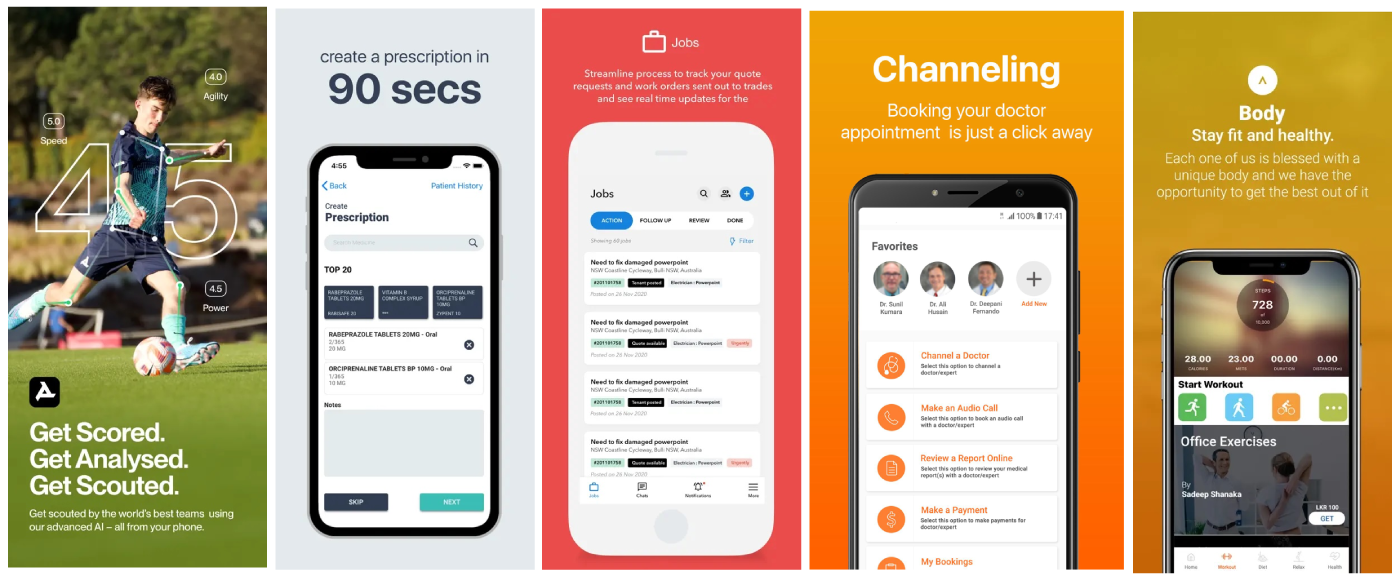 4.0
Agility
5.0
Speed
45
4.5
Power
Get Scored.
Get Analysed.
Get Scouted.
Get scouted by the world's best teams using
our advanced AI – all from your phone.
create a prescription in
90 secs
4:55
Back
Patient History
Create
Prescription
TOP 20
RABEPRAZOLE
TABLETS 20MG
RABISAFE 20
VITAMIN B
COMPLEX SYRUP
***
ORCIPRENALINE
TABLETS BP
10MG
ZYPENT 10
RABEPRAZOLE TABLETS 20MG - Oral
2/365
20 MG
ORCIPRENALINE TABLETS BP 10MG - Oral
1/365
10 MG
Notes
SKIP
NEXT
Jobs
Streamline process to track your quote
requests and work orders sent out to trades
and see real time updates for the
Jobs
ACTION
FOLLOW UP
REVIEW
DONE
Showing 60 jobs
Filter
Need to fix damaged powerpoint
NSW Coastline Cycleway, Bulli NSW, Australia
#201101758
Tenant posted
Electrician : Powerpoint
Posted on 26 Nov 2020
Need to fix damaged powerpoint
NSW Coastline Cycleway, Bulli NSW, Australia
#201101758
Quote available
Electrician : Powerpoint
Urgently
Posted on 26 Nov 2020
Need to fix damaged powerpoint
NSW Coastline Cycleway, Bulli NSW, Australia
#201101758
Tenant posted
Electrician : Powerpoint
Posted on 26 Nov 2020
Need to fix damaged powerpoint
NSW Coastline Cycleway, Bulli NSW, Australia
#201101758
Quote available
Electrician : Powerpoint
Urgently
Posted on 26 Nov 2020
Jobs
Chats
Notifications
More
Channeling
Booking your doctor
appointment is just a click away
100% 17:41
Favorites
Dr. Sunil
Kumara
Dr. Ali
Husain
Dr. Deepani
Fernando
Add New
Channel a Doctor
Select this option to channel a
doctor/expert
Make an Audio Call
Select this option to book an audio call
with a doctor/expert
Review a Report Online
Select this option to review your medical
report(s) with a doctor/expert
Make a Payment
Select this option to make payments for
doctor/expert
My Bookings
Body
Stay fit and healthy.
Each one of us is blessed with a
unique body and we have the
opportunity to get the best out of it
STEPS
728
of
10,000
28.00
CALORIES
23.00
METS
00.00
DURATION
0.00
DISTANCE(Km)
Start Workout
Office Exercises
By
Sadeep Shanaka
LKR 100
GET
Home
Workout
Diet
Relax
Health